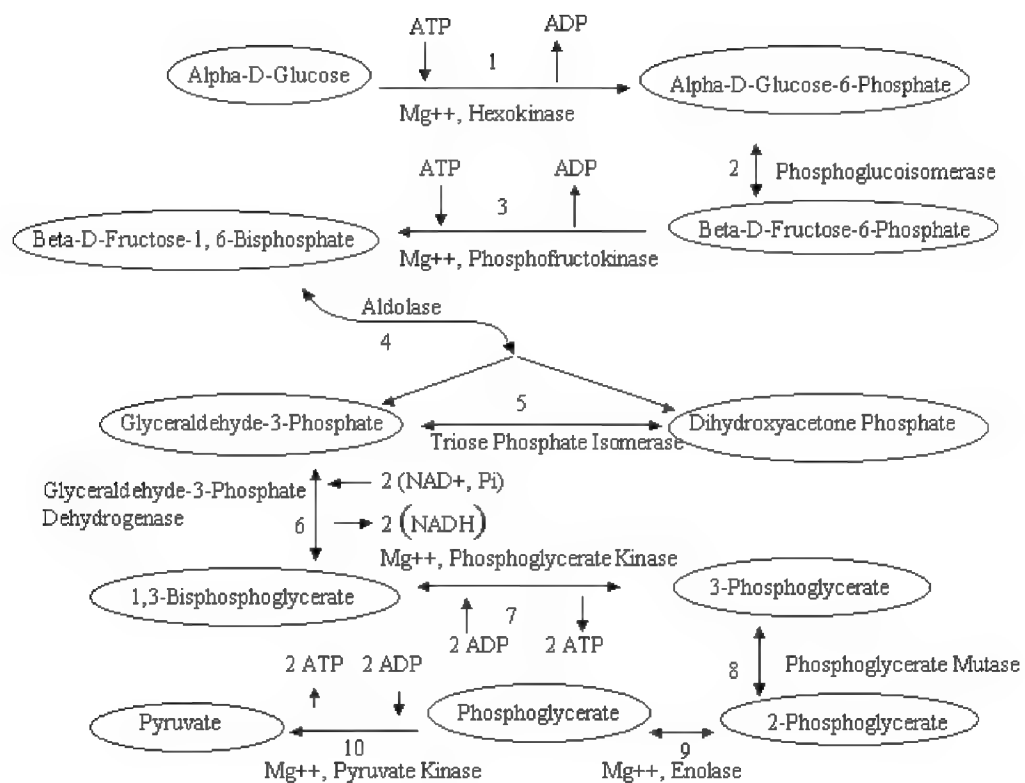 ATP
ADP
1
Alpha-D-Glucose
Alpha-D-Glucose-6-Phosphate
Mg++, Hexokinase
2
Phosphoglucoisomerase
ATP
ADP
3
Beta-D-Fructose-1, 6-Bisphosphate
Beta-D-Fructose-6-Phosphate
Mg++, Phosphofructokinase
Aldolase
4
5
Glyceraldehyde-3-Phosphate
Dihydroxyacetone Phosphate
Triose Phosphate Isomerase
Glyceraldehyde-3-Phosphate
Dehydrogenase
6
2 (NAD+, Pi)
2 (NADH)
Mg++, Phosphoglycerate Kinase
1,3-Bisphosphoglycerate
3-Phosphoglycerate
7
2 ADP
2 ATP
8
Phosphoglycerate Mutase
2 ATP
2 ADP
Pyruvate
Phosphoglycerate
2-Phosphoglycerate
10
Mg++, Pyruvate Kinase
9
Mg++, Enolase